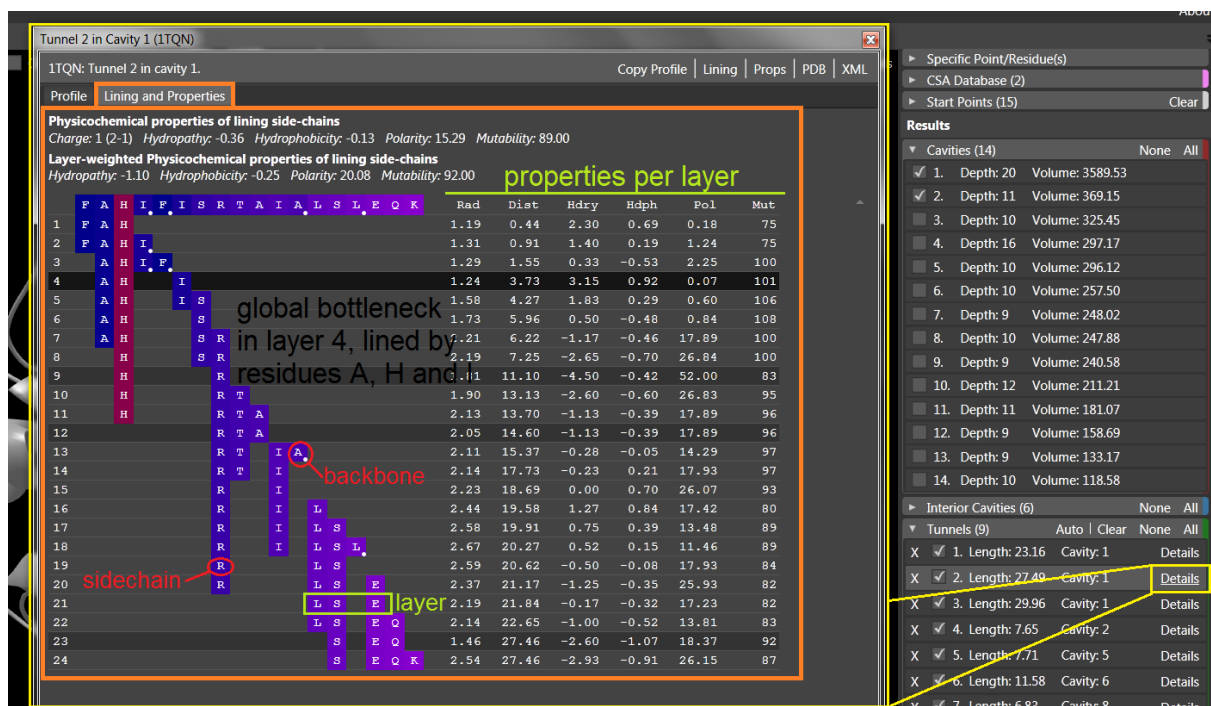 Tunnel 2 in Cavity 1 (1TQN)
1TQN: Tunnel 2 in cavity 1.
Copy Profile | Lining | Props | PDB | XML
Profile Lining and Properties
Physicochemical properties of lining side-chains
Charge: 1 (2-1) Hydropathy: -0.36 Hydrophobicity: -0.13 Polarity: 15.29 Mutability: 89.00
Layer-weighted Physicochemical properties of lining side-chains
Hydropathy: -1.10 Hydrophobicity: -0.25 Polarity: 20.08 Mutability: 92.00
properties per layer
F A H I. F. I S R T A I A. L S L. E Q K Rad Dist Hdry Hdph Pol Mut
1 F A H 1.19 0.44 2.30 0.69 0.18 75
2 F A H I. 1.31 0.91 1.40 0.19 1.24 75
3 A H I. F. 1.29 1.55 0.33 -0.53 2.25 100
4 A H I 1.24 3.73 3.15 0.92 0.07 101
5 A H I S 1.58 4.27 1.83 0.29 0.60 106
6 A H S 1.73 5.96 0.50 -0.48 0.84 108
7 A H S R 6.22 -1.17 -0.46 17.89 100
8 H S R 2.19 7.25 -2.65 -0.70 26.84 100
9 H R 11.10 -4.50 -0.42 52.00 83
10 H R T 1.90 13.13 -2.60 -0.60 26.83 95
11 H R T A 2.13 13.70 -1.13 -0.39 17.89 96
12 R T A 2.05 14.60 -1.13 -0.39 17.89 96
13 R T I A. 2.11 15.37 -0.28 -0.05 14.29 97
14 R T I 2.14 17.73 -0.23 0.21 17.93 97
15 R I 2.23 18.69 0.00 0.70 26.07 93
16 R I L 2.44 19.58 1.27 0.84 17.42 80
17 R I L S 2.58 19.91 0.75 0.39 13.48 89
18 R I L S L. 2.67 20.27 0.52 0.15 11.46 89
19 R L S 2.59 20.62 -0.50 -0.08 17.93 84
20 R L S E 2.37 21.17 -1.25 -0.35 25.93 82
21 L S E 2.19 21.84 -0.17 -0.32 17.23 82
22 L S E Q 2.14 22.65 -1.00 -0.52 13.81 83
23 S E Q 1.46 27.46 -2.60 -1.07 18.37 92
24 S E Q K 2.54 27.46 -2.93 -0.91 26.15 87
global bottleneck
in layer 4, lined by
residues A, H and I
backbone
sidechain
layer
Specific Point/Residue(s)
CSA Database (2)
Start Points (15) Clear
Results
Cavities (14) None All
1. Depth: 20 Volume: 3589.53
2. Depth: 11 Volume: 369.15
3. Depth: 10 Volume: 325.45
4. Depth: 16 Volume: 297.17
5. Depth: 10 Volume: 296.12
6. Depth: 10 Volume: 257.50
7. Depth: 9 Volume: 248.02
8. Depth: 10 Volume: 247.88
9. Depth: 9 Volume: 240.58
10. Depth: 12 Volume: 211.21
11. Depth: 11 Volume: 181.07
12. Depth: 9 Volume: 158.69
13. Depth: 9 Volume: 133.17
14. Depth: 10 Volume: 118.58
Interior Cavities (6) None All
Tunnels (9) Auto | Clear None All
X 1. Length: 23.16 Cavity: 1 Details
X 2. Length: 27.49 Cavity: 1 Details
X 3. Length: 29.96 Cavity: 1 Details
X 4. Length: 7.65 Cavity: 2 Details
X 5. Length: 7.71 Cavity: 5 Details
X 6. Length: 11.58 Cavity: 6 Details
X 7. Length: 6.83 Cavity: 8 Details